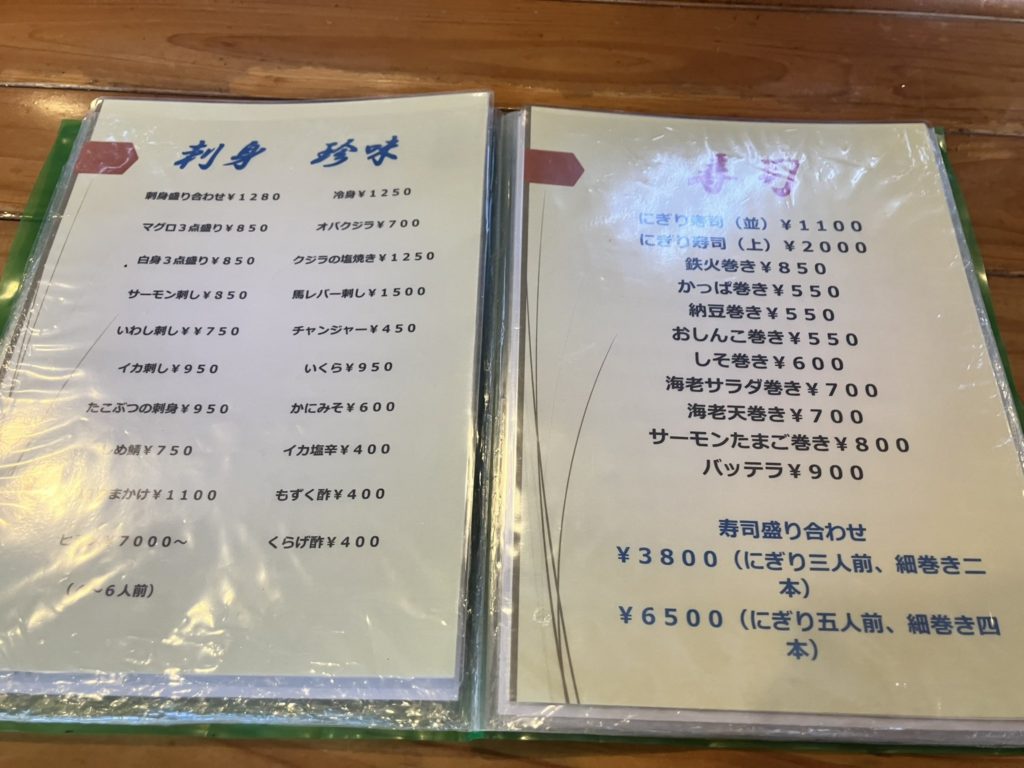 刺身 珍味
刺身盛り合わせ￥１２８０
マグロ３点盛り￥８５０
白身３点盛り￥８５０
サーモン刺し￥８５０
いわし刺し￥￥７５０
イカ刺し￥９５０
たこぶつの刺身￥９５０
しめ鯖￥７５０
まかけ￥１１００
￥７０００～
～６人前）
冷身￥１２５０
オバクジラ￥７００
クジラの塩焼き￥１２５０
馬レバー刺し￥１５００
チャンジャー￥４５０
いくら￥９５０
かにみそ￥６００
イカ塩辛￥４００
もずく酢￥４００
くらげ酢￥４００
寿司
にぎり寿司（並）￥１１００
にぎり寿司（上）￥２０００
鉄火巻き￥８５０
かっぱ巻き￥５５０
納豆巻き￥５５０
おしんこ巻き￥５５０
しそ巻き￥６００
海老サラダ巻き￥７００
海老天巻き￥７００
サーモンたまご巻き￥８００
バッテラ￥９００
寿司盛り合わせ
￥３８００（にぎり三人前、細巻き二
本）
￥６５００（にぎり五人前、細巻き四
本）